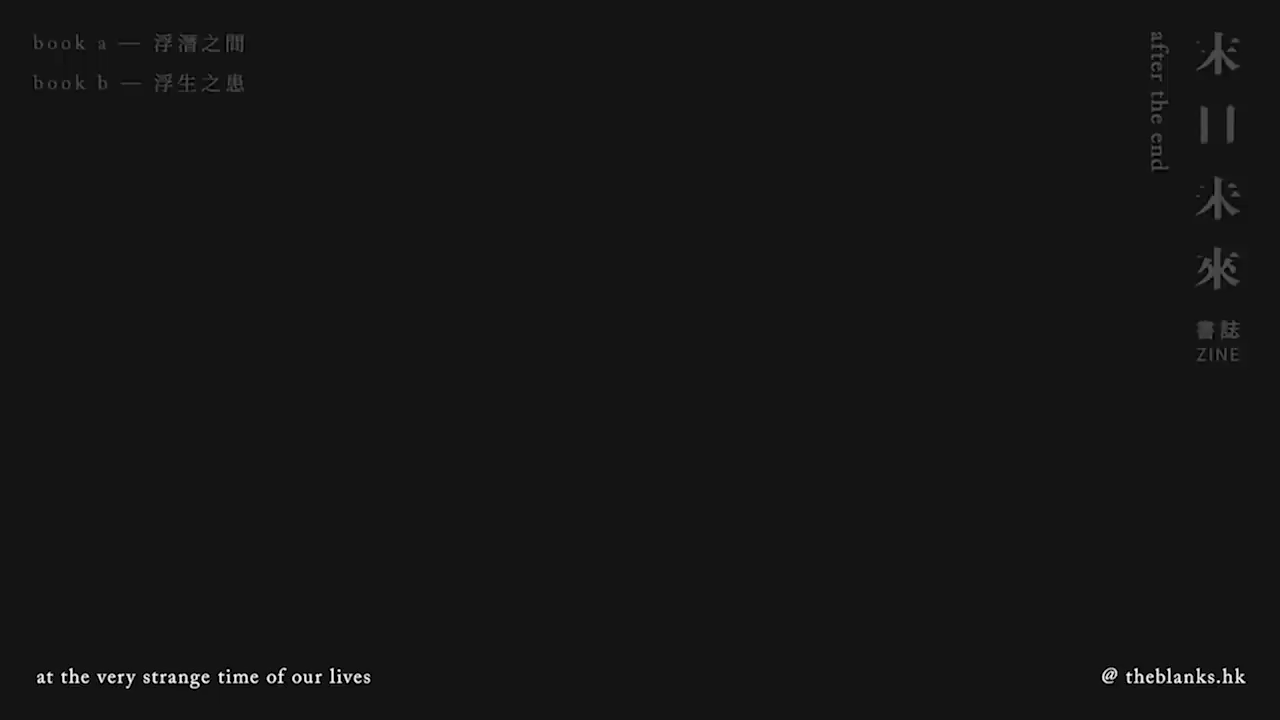 book a — 浮潛之間
book b — 浮生之患
末日未來
after the end
書誌
ZINE
at the very strange time of our lives
@ theblanks.hk